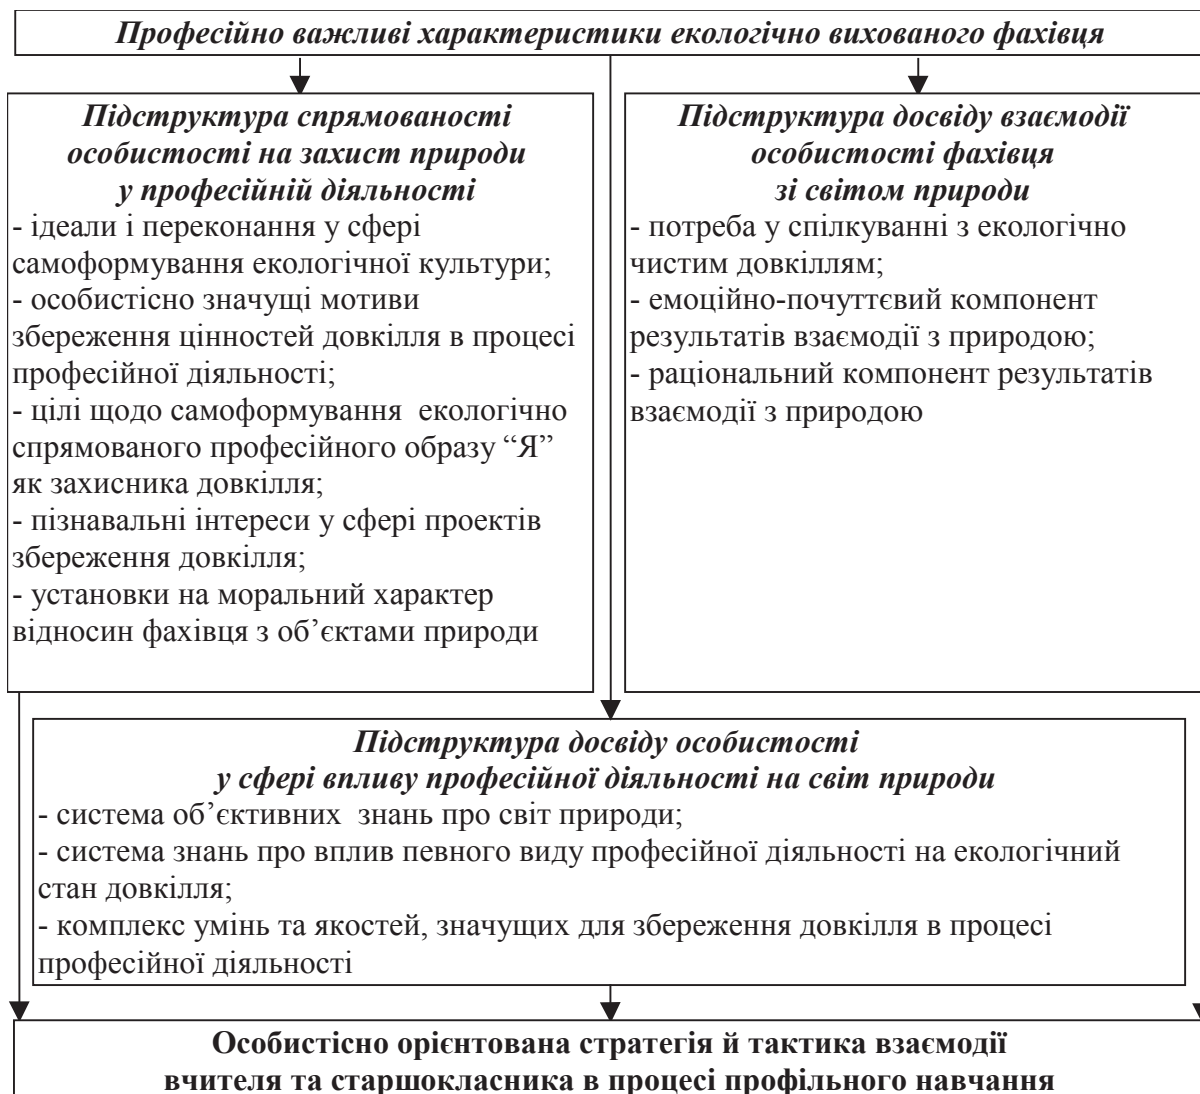 Професійно важливі характеристики екологічно вихованого фахівця
Підструктура спрямованості
особистості на захист природи
у професійній діяльності
- ідеали і переконання у сфері
самоформування екологічної культури;
- особистісно значущі мотиви
збереження цінностей довкілля в процесі
професійної діяльності;
- цілі щодо самоформування екологічно
спрямованого професійного образу “Я”
як захисника довкілля;
- пізнавальні інтереси у сфері проектів
збереження довкілля;
- установки на моральний характер
відносин фахівця з об’єктами природи
Підструктура досвіду взаємодії
особистості фахівця
зі світом природи
- потреба у спілкуванні з екологічно
чистим довкіллям;
- емоційно-почуттєвий компонент
результатів взаємодії з природою;
- раціональний компонент результатів
взаємодії з природою
Підструктура досвіду особистості
у сфері впливу професійної діяльності на світ природи
- система об’єктивних знань про світ природи;
- система знань про вплив певного виду професійної діяльності на екологічний
стан довкілля;
- комплекс умінь та якостей, значущих для збереження довкілля в процесі
професійної діяльності
Особистісно орієнтована стратегія й тактика взаємодії
вчителя та старшокласника в процесі профільного навчання